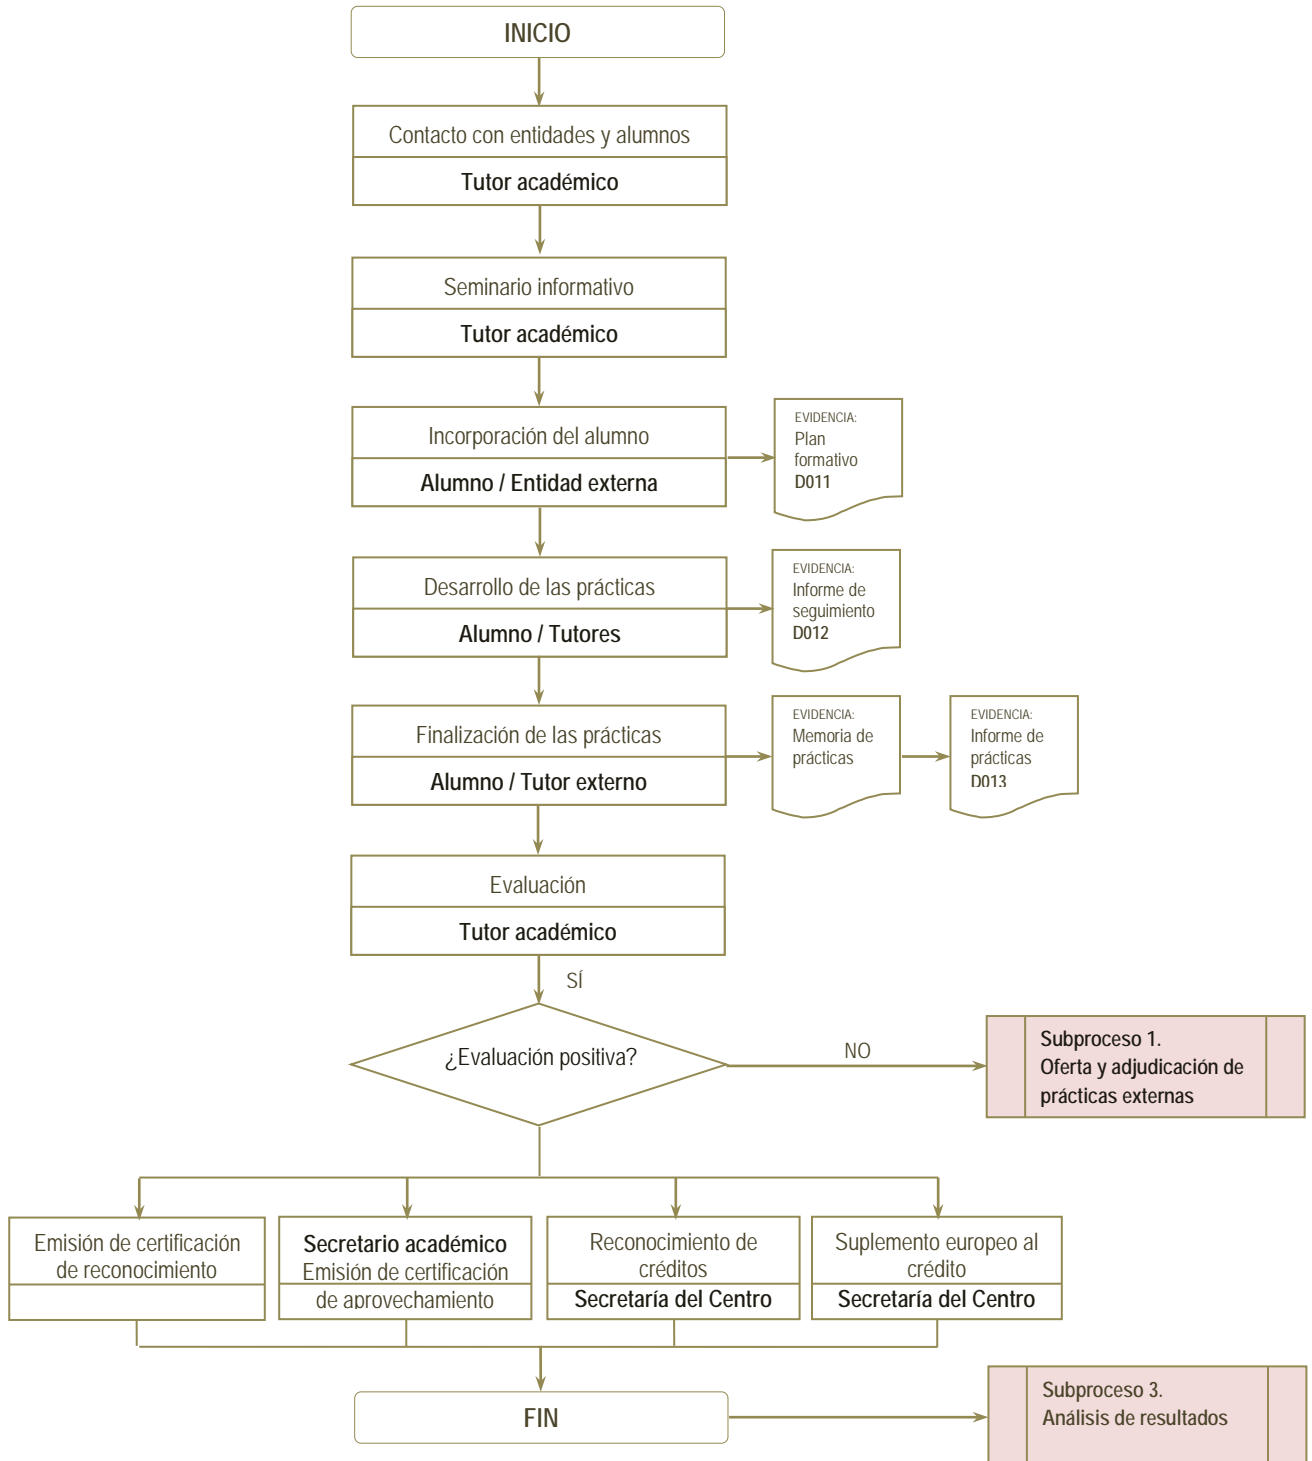 INICIO
Contacto con entidades y alumnos
Tutor académico
Seminario informativo
Tutor académico
Incorporación del alumno
Alumno / Entidad externa
EVIDENCIA:
Plan
formativo
D011
Desarrollo de las prácticas
Alumno / Tutores
EVIDENCIA:
Informe de
seguimiento
D012
Finalización de las prácticas
Alumno / Tutor externo
EVIDENCIA:
Memoria de
prácticas
EVIDENCIA:
Informe de
prácticas
D013
Evaluación
Tutor académico
SÍ
¿Evaluación positiva?
NO
Subproceso 1.
Oferta y adjudicación de
prácticas externas
Emisión de certificación
de reconocimiento
Secretario académico
Emisión de certificación
de aprovechamiento
Reconocimiento de
créditos
Secretaría del Centro
Suplemento europeo al
crédito
Secretaría del Centro
FIN
Subproceso 3.
Análisis de resultados